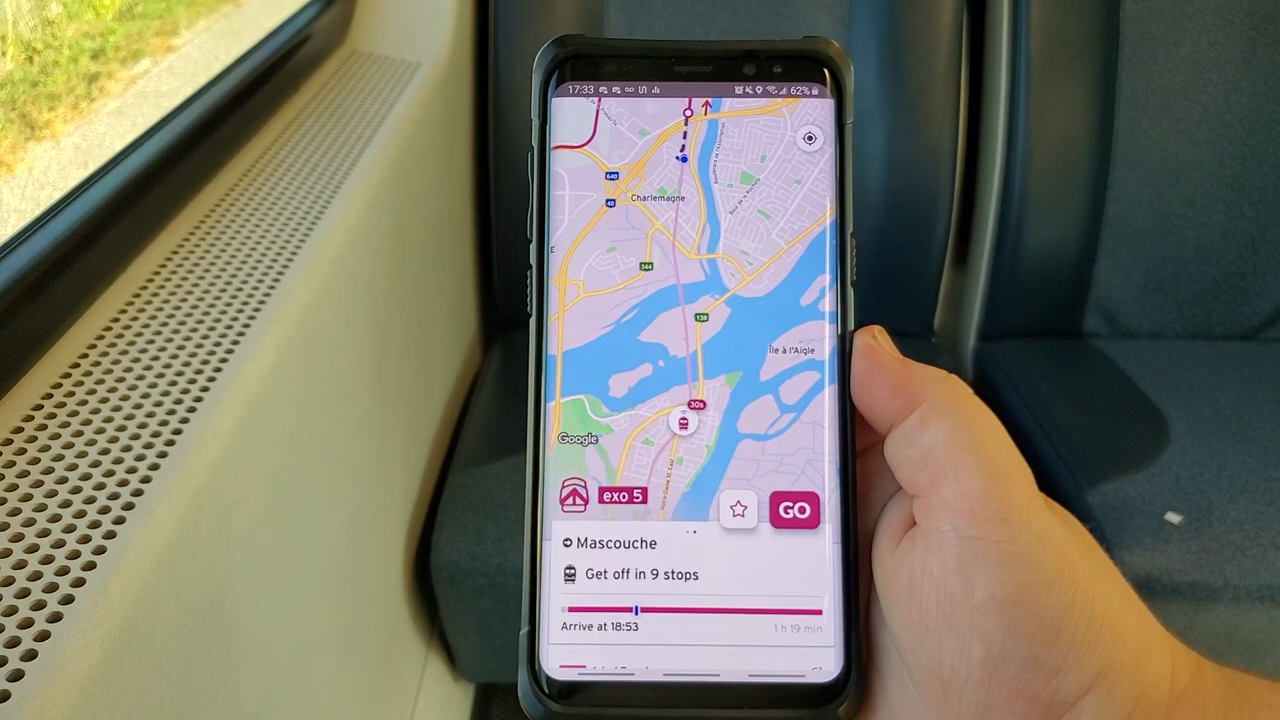 17:33
62%
640
40
Charlemagne
344
138
Île à l'Aigle
30s
Google
exo 5
GO
Mascouche
Get off in 9 stops
Arrive at 18:53
1 h 19 min